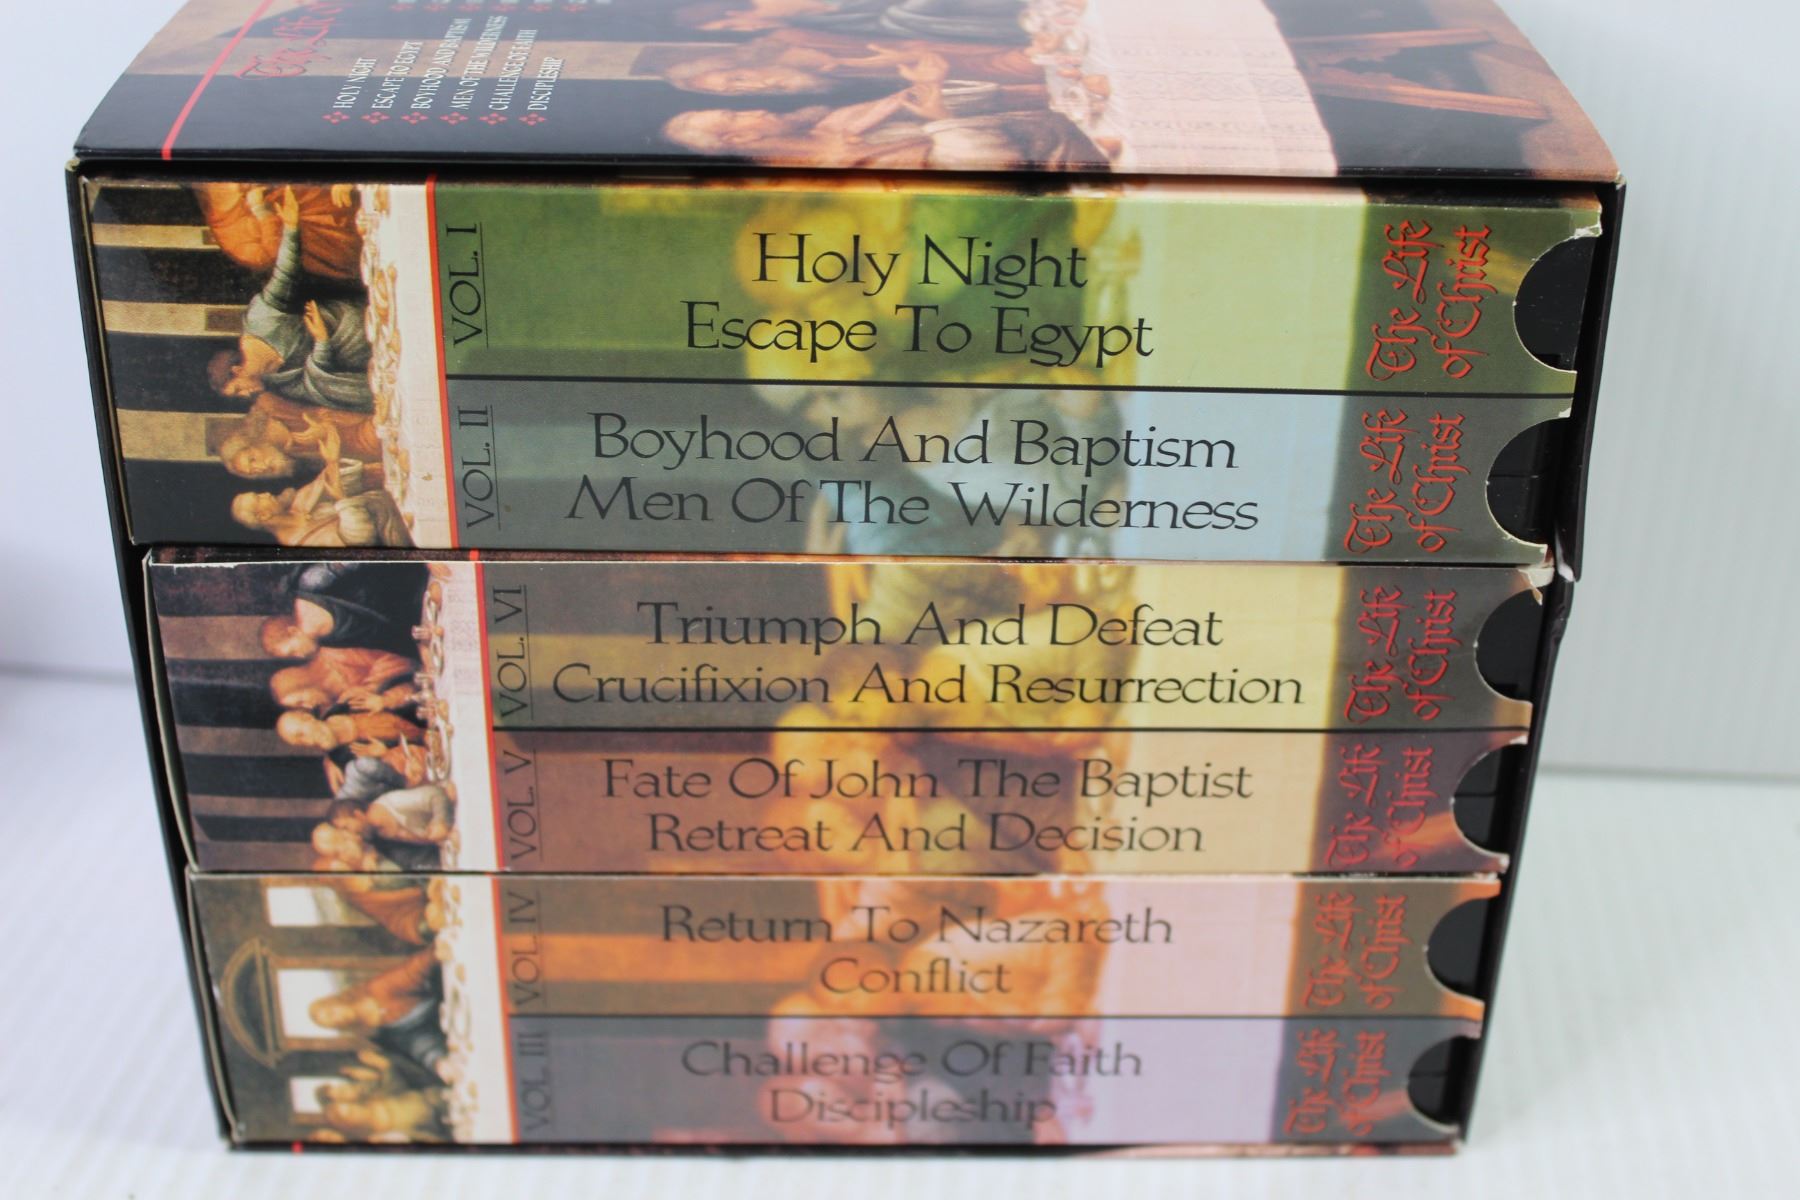 The Life
HOLY NIGHT
ESCAPE TO EGYPT
BOYHOOD AND BAPTISM
MEN OF THE WILDERNESS
CHALLENGE OF FAITH
DISCIPLESHIP
VOL. I
Holy Night
Escape To Egypt
The Life
of Christ
VOL. II
Boyhood And Baptism
Men Of The Wilderness
The Life
of Christ
VOL. VI
Triumph And Defeat
Crucifixion And Resurrection
The Life
of Christ
VOL. V
Fate Of John The Baptist
Retreat And Decision
The Life
of Christ
VOL. IV
Return To Nazareth
Conflict
The Life
of Christ
VOL. III
Challenge Of Faith
Discipleship
The Life
of Christ